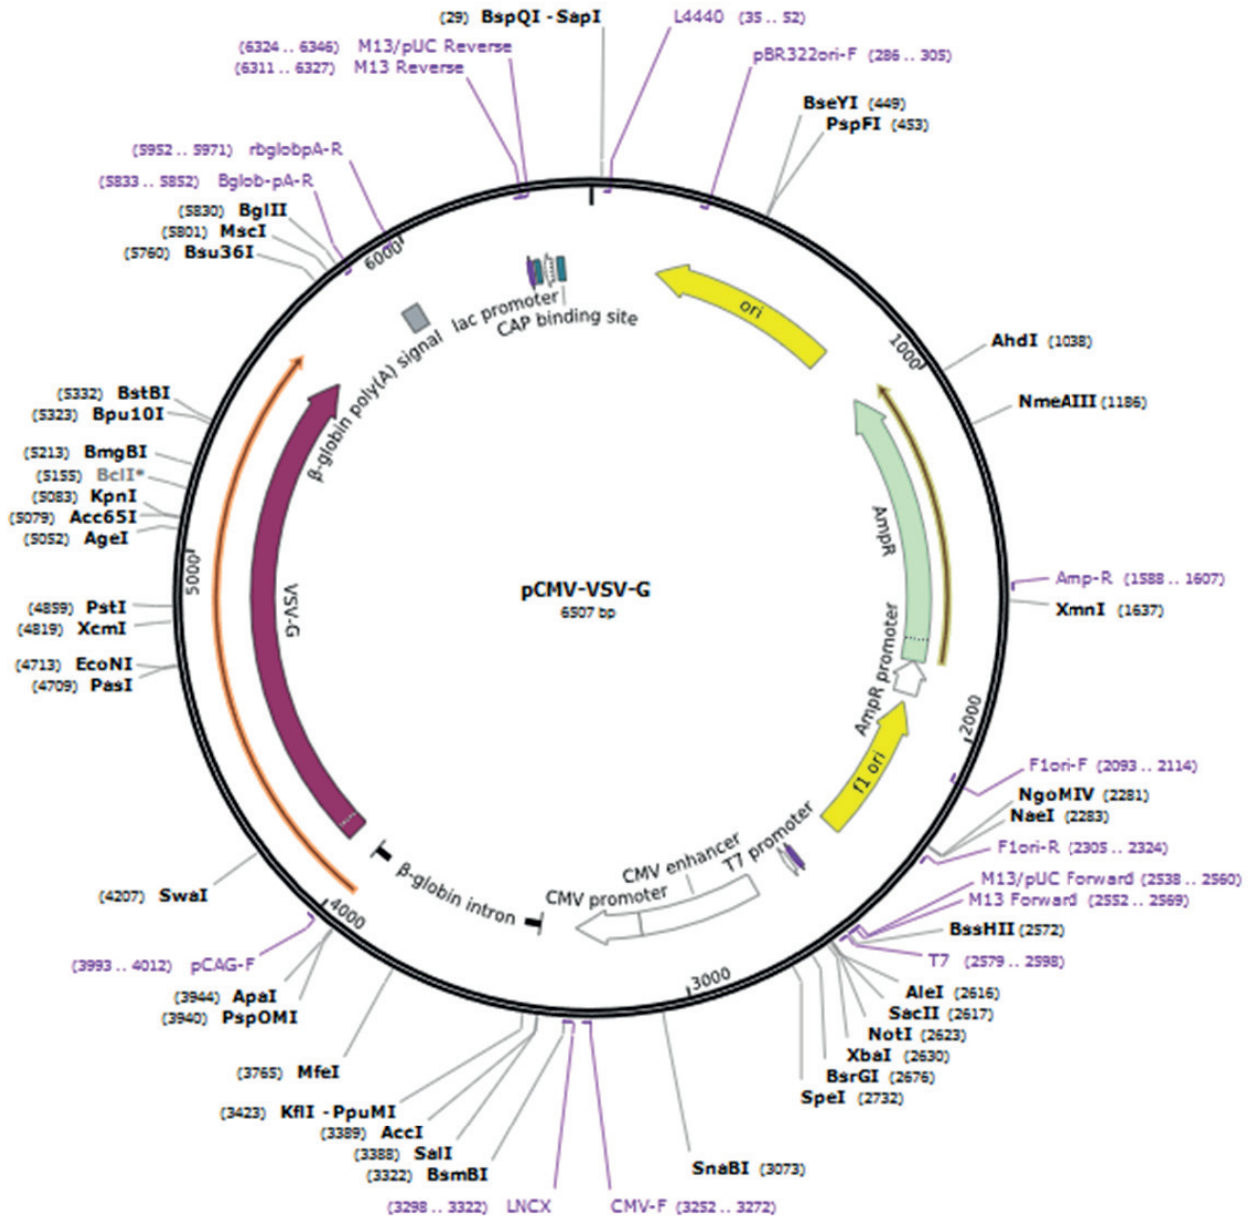 (29) BspQI - SapI
L4440 (35 .. 52)
(6324 .. 6346) M13/pUC Reverse
(6311 .. 6327) M13 Reverse
pBR322ori-F (286 .. 305)
BseYI (449)
PspFI (453)
(5952 .. 5971) rbglobpA-R
(5833 .. 5852) Bglob-pA-R
(5830) BglII
(5801) MscI
(5760) Bsu36I
6000
lac promoter
CAP binding site
ori
β-globin poly(A) signal
1000
AhdI (1038)
NmeAIII (1186)
(5332) BstBI
(5323) Bpu10I
(5213) BmgBI
(5155) BclI*
(5083) KpnI
(5079) Acc65I
(5052) AgeI
5000
AmpR
pCMV-VSV-G
6507 bp
VSV-G
Amp-R (1588 .. 1607)
XmnI (1637)
(4859) PstI
(4819) XcmI
(4713) EcoNI
(4709) PasI
AmpR promoter
2000
f1 ori
F1ori-F (2093 .. 2114)
NgoMIV (2281)
NaeI (2283)
F1ori-R (2305 .. 2324)
T7 promoter
CMV enhancer
CMV promoter
β-globin intron
M13/pUC Forward (2538 .. 2560)
M13 Forward (2552 .. 2569)
BssHII (2572)
T7 (2579 .. 2598)
(4207) SwaI
4000
3000
(3993 .. 4012) pCAG-F
(3944) ApaI
(3940) PspOMI
AleI (2616)
SacII (2617)
NotI (2623)
XbaI (2630)
BsrGI (2676)
SpeI (2732)
(3765) MfeI
(3423) KflI - PpuMI
(3389) AccI
(3388) SalI
(3322) BsmBI
SnaBI (3073)
(3298 .. 3322) LNCX
CMV-F (3252 .. 3272)